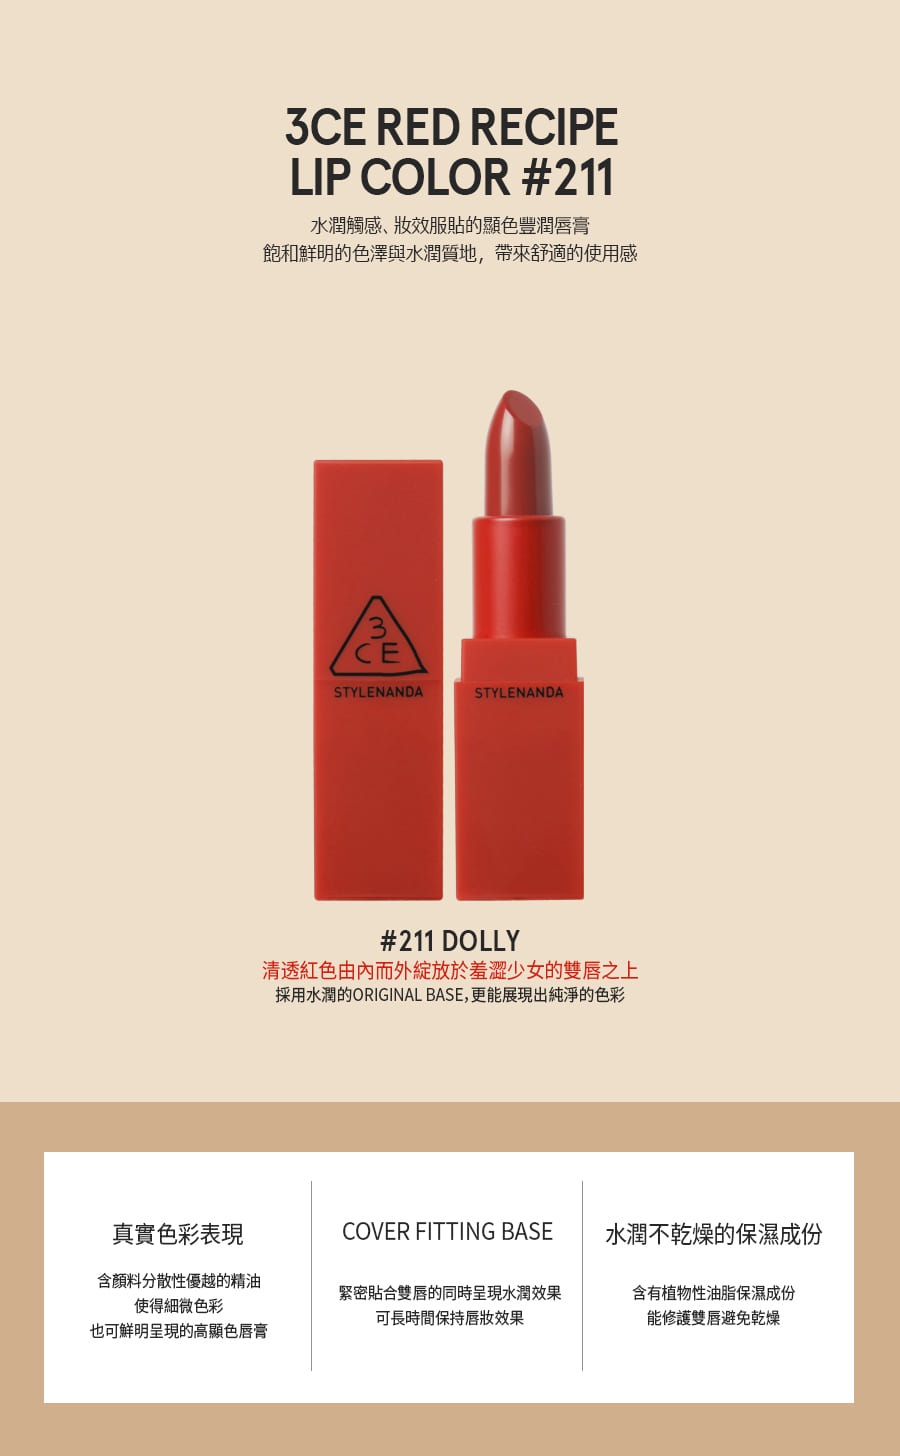 3CE RED RECIPE
LIP COLOR #211
水潤觸感、妝效服貼的顯色豐潤唇膏
飽和鮮明的色澤與水潤質地，帶來舒適的使用感
3
CE
STYLENANDA
STYLENANDA
#211 DOLLY
清透紅色由內而外綻放於羞澀少女的雙唇之上
採用水潤的ORIGINAL BASE，更能展現出純淨的色彩
真實色彩表現
含顏料分散性優越的精油
使得細微色彩
也可鮮明呈現的高顯色唇膏
COVER FITTING BASE
緊密貼合雙唇的同時呈現水潤效果
可長時間保持唇妝效果
水潤不乾燥的保濕成份
含有植物性油脂保濕成份
能修護雙唇避免乾燥